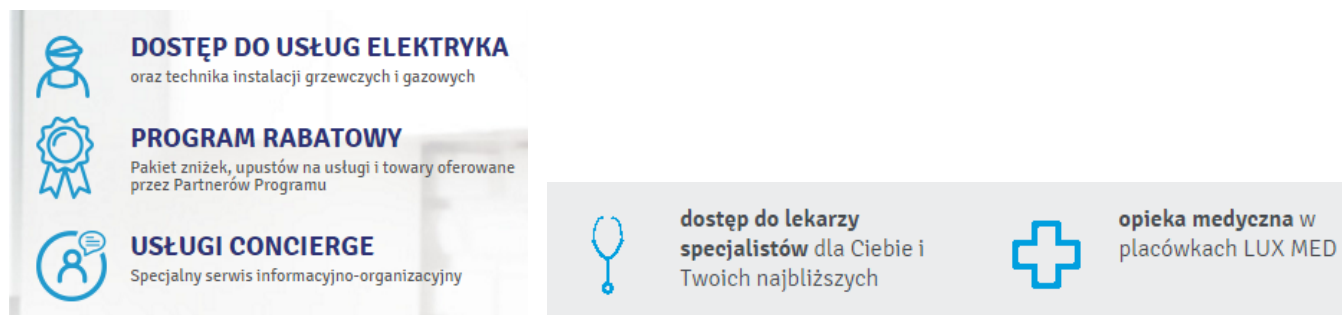 DOSTĘP DO USŁUG ELEKTRYKA
oraz technika instalacji grzewczych i gazowych
PROGRAM RABATOWY
Pakiet zniżek, upustów na usługi i towary oferowane
przez Partnerów Programu
USŁUGI CONCIERGE
Specjalny serwis informacyjno-organizacyjny
dostęp do lekarzy
specjalistów dla Ciebie i
Twoich najbliższych
opieka medyczna w
placówkach LUX MED